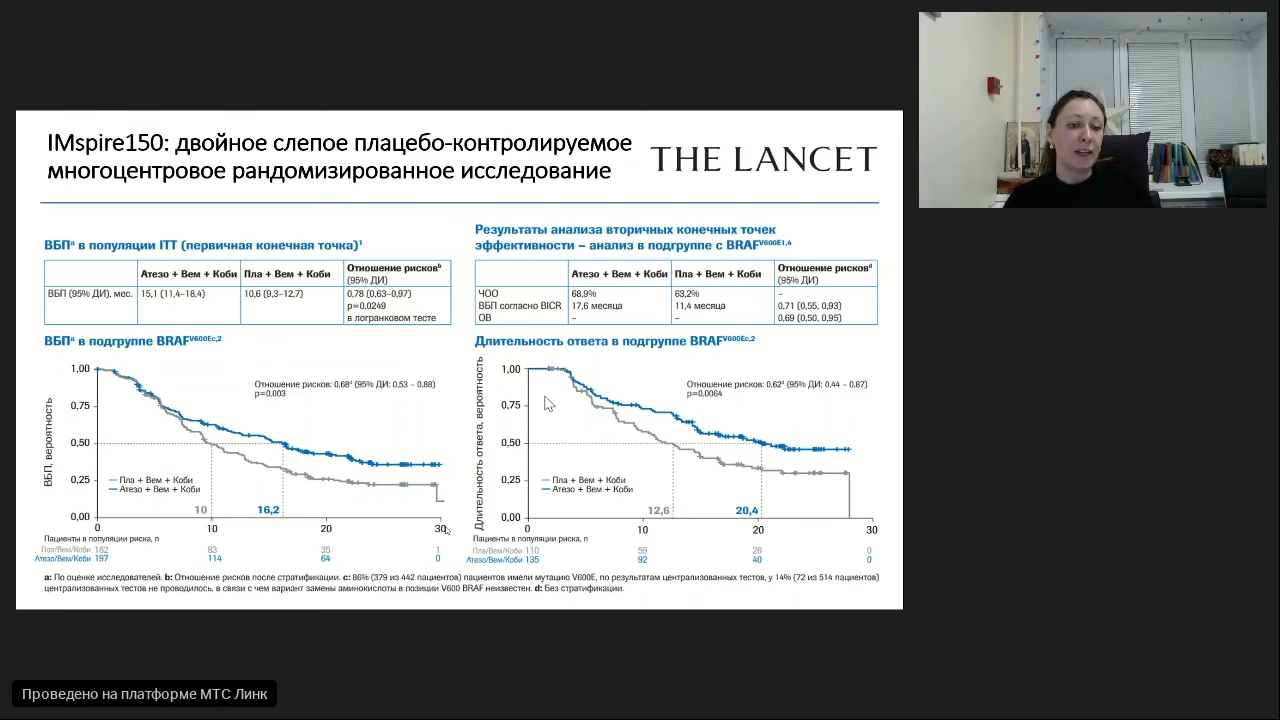 IMspire150: двойное слепое плацебо-контролируемое
многоцентровое рандомизированное исследование
THE LANCET
ВБПᵃ в популяции ITT (первичная конечная точка)¹
Атезо + Вем + Коби
Пла + Вем + Коби
Отношение рисковᵇ
(95% ДИ)
ВБП (95% ДИ), мес.
15,1 (11,4–18,4)
10,6 (9,3–12,7)
0,78 (0,63–0,97)
p=0,0249
в логранковом тесте
Результаты анализа вторичных конечных точек
эффективности – анализ в подгруппе с BRAFV600E1,4
Атезо + Вем + Коби
Пла + Вем + Коби
Отношение рисковᵈ
(95% ДИ)
ЧОО
68,9%
63,2%
–
ВБП согласно BICR
17,6 месяца
11,4 месяца
0,71 (0,55, 0,93)
ОВ
–
–
0,69 (0,50, 0,95)
ВБПᵃ в подгруппе BRAFV600Ec,2
ВБП, вероятность
1,00
0,75
0,50
0,25
0,00
Отношение рисков: 0,68ᵈ (95% ДИ: 0,53 – 0,88)
p=0,003
Пла + Вем + Коби
Атезо + Вем + Коби
10
16,2
0
10
20
30
Пациенты в популяции риска, n
Пла/Вем/Коби 182 83 35 1
Атезо/Вем/Коби 197 114 64 0
Длительность ответа в подгруппе BRAFV600Ec,2
Длительность ответа, вероятность
1,00
0,75
0,50
0,25
0,00
Отношение рисков: 0,62ᵈ (95% ДИ: 0,44 – 0,87)
p=0,0064
Пла + Вем + Коби
Атезо + Вем + Коби
12,6
20,4
0
10
20
30
Пациенты в популяции риска, n
Пла/Вем/Коби 110 59 26 0
Атезо/Вем/Коби 135 92 40 0
a: По оценке исследователей. b: Отношение рисков после стратификации. c: 86% (379 из 442 пациентов) пациентов имели мутацию V600E, по результатам централизованных тестов, у 14% (72 из 514 пациентов)
централизованных тестов не проводилось, в связи с чем вариант замены аминокислоты в позиции V600 BRAF неизвестен. d: Без стратификации.
Проведено на платформе МТС Линк